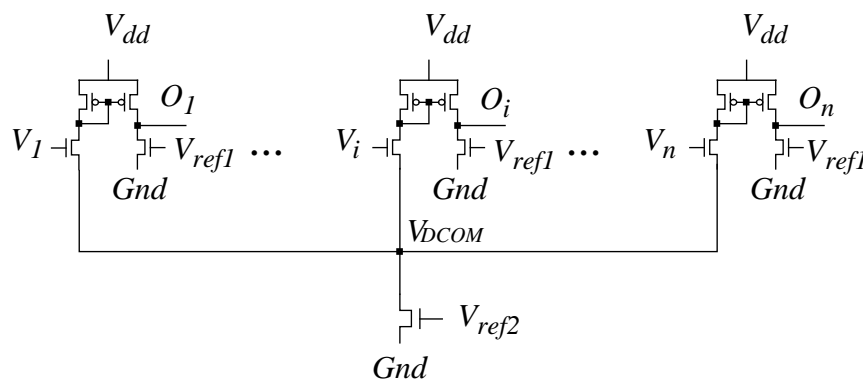 V_dd V_dd V_dd
O_1 O_i O_n
V_1 V_ref1 ... V_i V_ref1 ... V_n V_ref1
Gnd Gnd Gnd
V_DCOM
V_ref2
Gnd